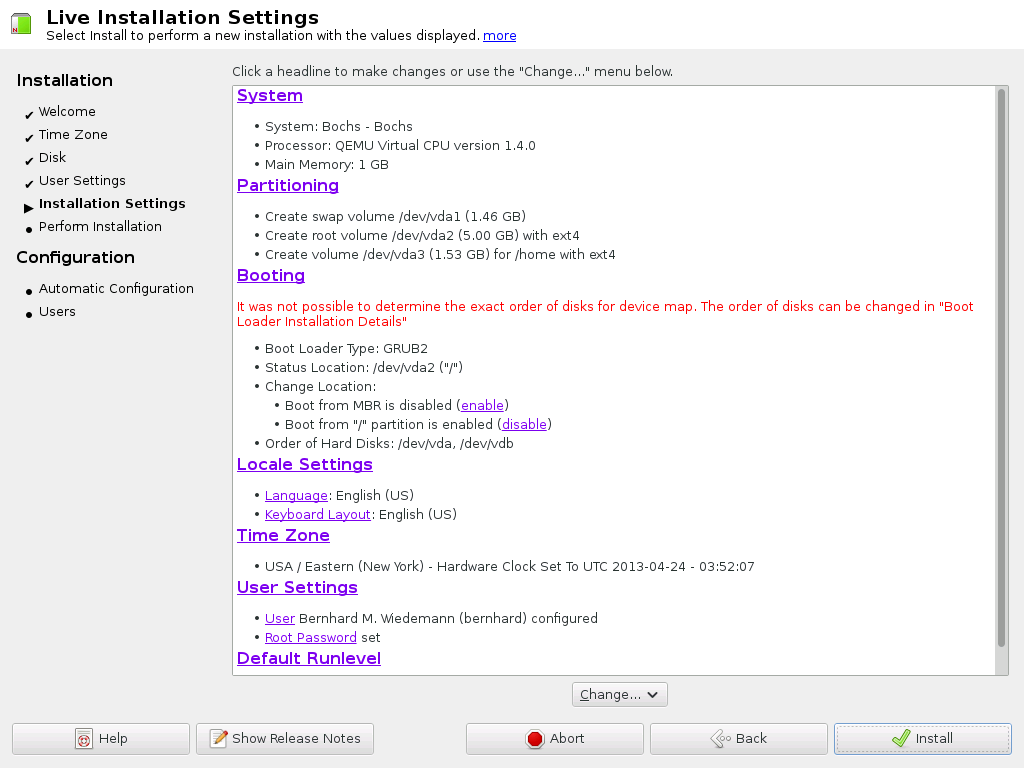 Live Installation Settings
Select Install to perform a new installation with the values displayed. more
Installation
Welcome
Time Zone
Disk
User Settings
Installation Settings
Perform Installation
Configuration
Automatic Configuration
Users
Click a headline to make changes or use the "Change..." menu below.
System
• System: Bochs - Bochs
• Processor: QEMU Virtual CPU version 1.4.0
• Main Memory: 1 GB
Partitioning
• Create swap volume /dev/vda1 (1.46 GB)
• Create root volume /dev/vda2 (5.00 GB) with ext4
• Create volume /dev/vda3 (1.53 GB) for /home with ext4
Booting
It was not possible to determine the exact order of disks for device map. The order of disks can be changed in "Boot
Loader Installation Details"
• Boot Loader Type: GRUB2
• Status Location: /dev/vda2 ("/")
• Change Location:
• Boot from MBR is disabled (enable)
• Boot from "/" partition is enabled (disable)
• Order of Hard Disks: /dev/vda, /dev/vdb
Locale Settings
• Language: English (US)
• Keyboard Layout: English (US)
Time Zone
• USA / Eastern (New York) - Hardware Clock Set To UTC 2013-04-24 - 03:52:07
User Settings
• User Bernhard M. Wiedemann (bernhard) configured
• Root Password set
Default Runlevel
Change...
Help
Show Release Notes
Abort
Back
Install